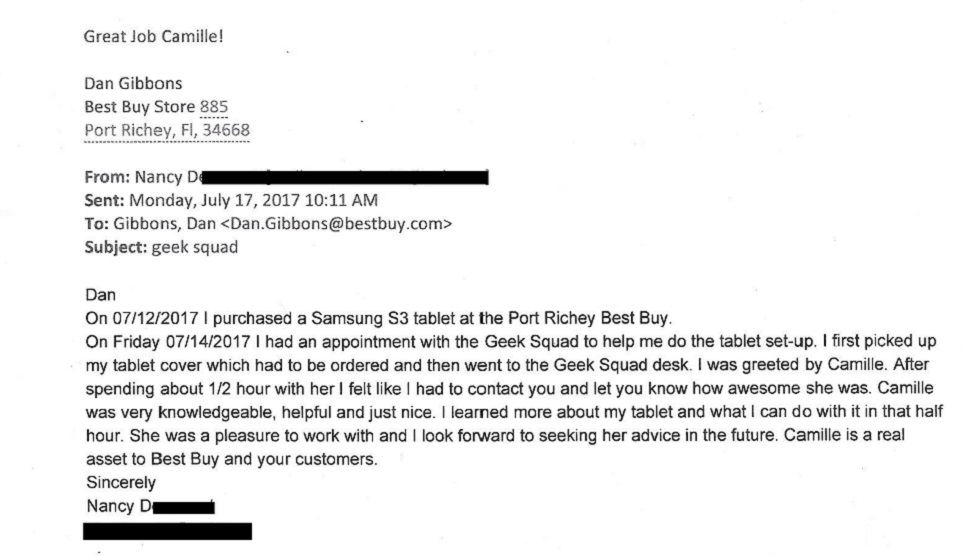 Great Job Camille!
Dan Gibbons
Best Buy Store 885
Port Richey, Fl, 34668
From: Nancy D
Sent: Monday, July 17, 2017 10:11 AM
To: Gibbons, Dan <Dan.Gibbons@bestbuy.com>
Subject: geek squad
Dan
On 07/12/2017 I purchased a Samsung S3 tablet at the Port Richey Best Buy.
On Friday 07/14/2017 I had an appointment with the Geek Squad to help me do the tablet set-up. I first picked up
my tablet cover which had to be ordered and then went to the Geek Squad desk. I was greeted by Camille. After
spending about 1/2 hour with her I felt like I had to contact you and let you know how awesome she was. Camille
was very knowledgeable, helpful and just nice. I learned more about my tablet and what I can do with it in that half
hour. She was a pleasure to work with and I look forward to seeking her advice in the future. Camille is a real
asset to Best Buy and your customers.
Sincerely
Nancy D